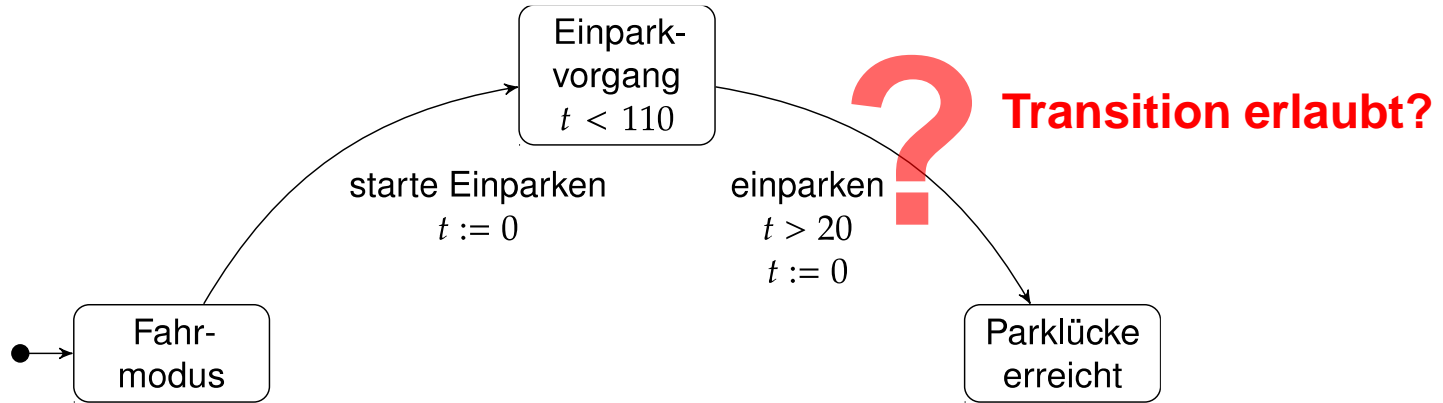 Einpark-
vorgang
t < 110
?
Transition erlaubt?
starte Einparken
t := 0
einparken
t > 20
t := 0
Fahr-
modus
Parklücke
erreicht